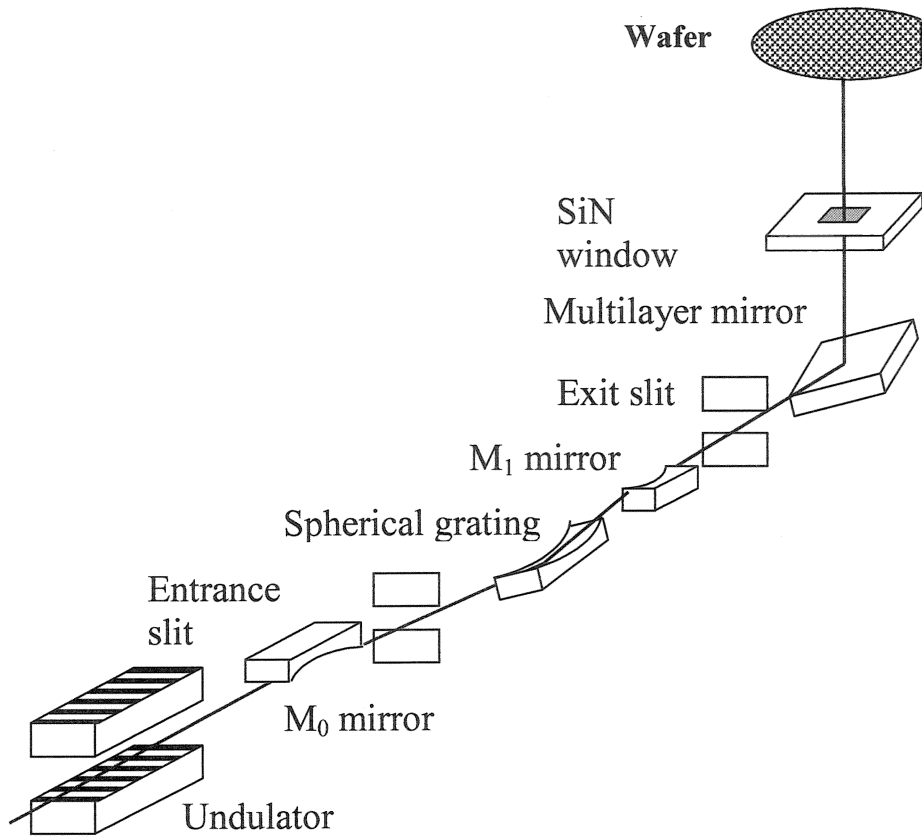 Wafer
SiN
window
Multilayer mirror
Exit slit
M₁ mirror
Spherical grating
Entrance
slit
M₀ mirror
Undulator